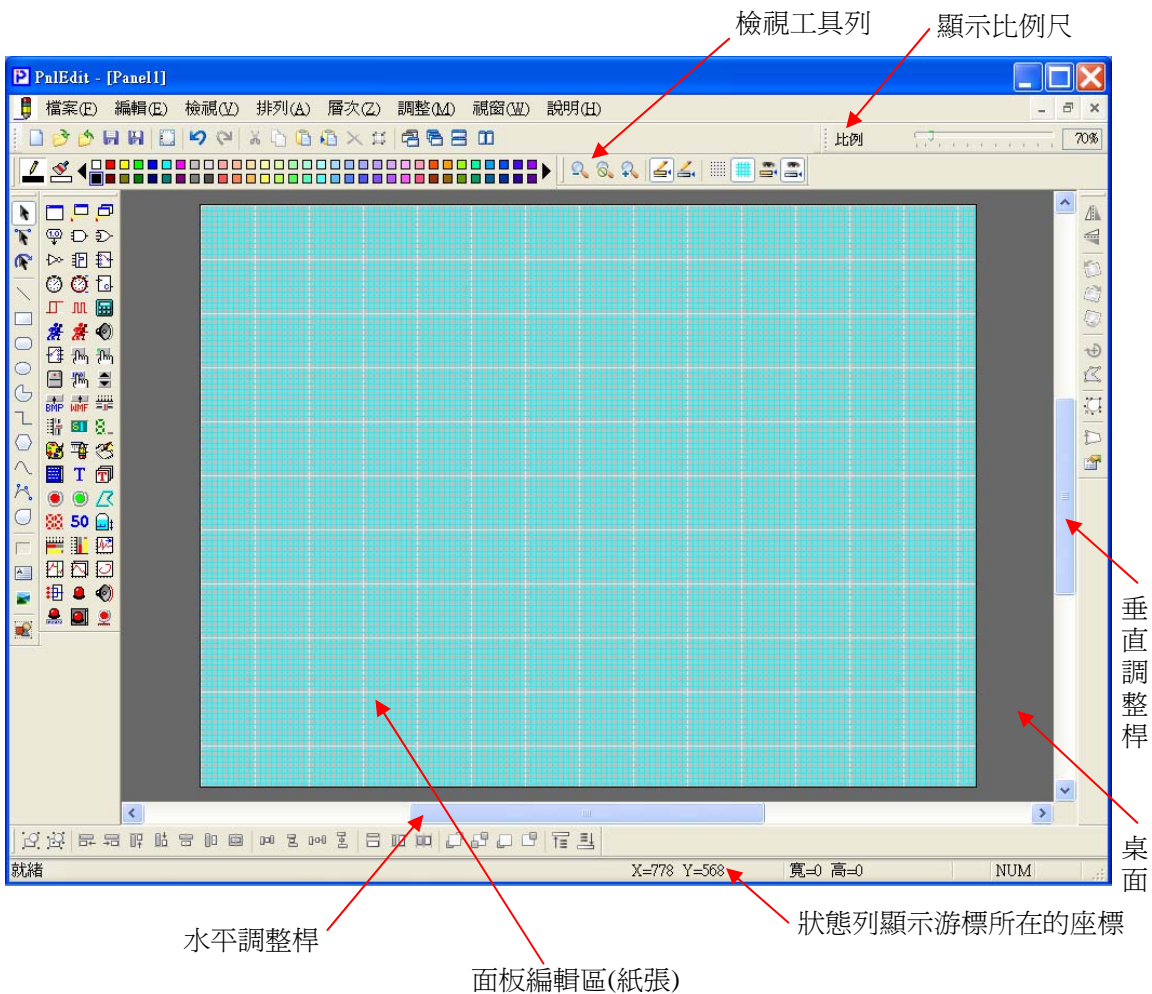 檢視工具列
顯示比例尺
PnlEdit - [Panel1]
檔案(F) 編輯(E) 檢視(V) 排列(A) 層次(Z) 調整(M) 視窗(W) 說明(H)
比例 70%
BMP WMF
T T
50
垂直調整桿
桌面
就緒 X=778 Y=568 寬=0 高=0 NUM
水平調整桿
狀態列顯示游標所在的座標
面板編輯區(紙張)